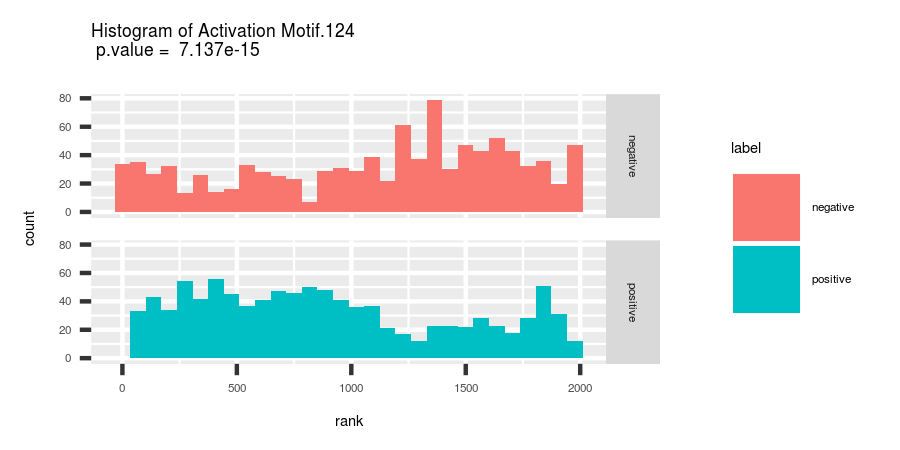 Histogram of Activation Motif.124
p.value =  7.137e-15
count
80
60
40
20
0
negative
80
60
40
20
0
positive
0 500 1000 1500 2000
rank
label
negative
positive